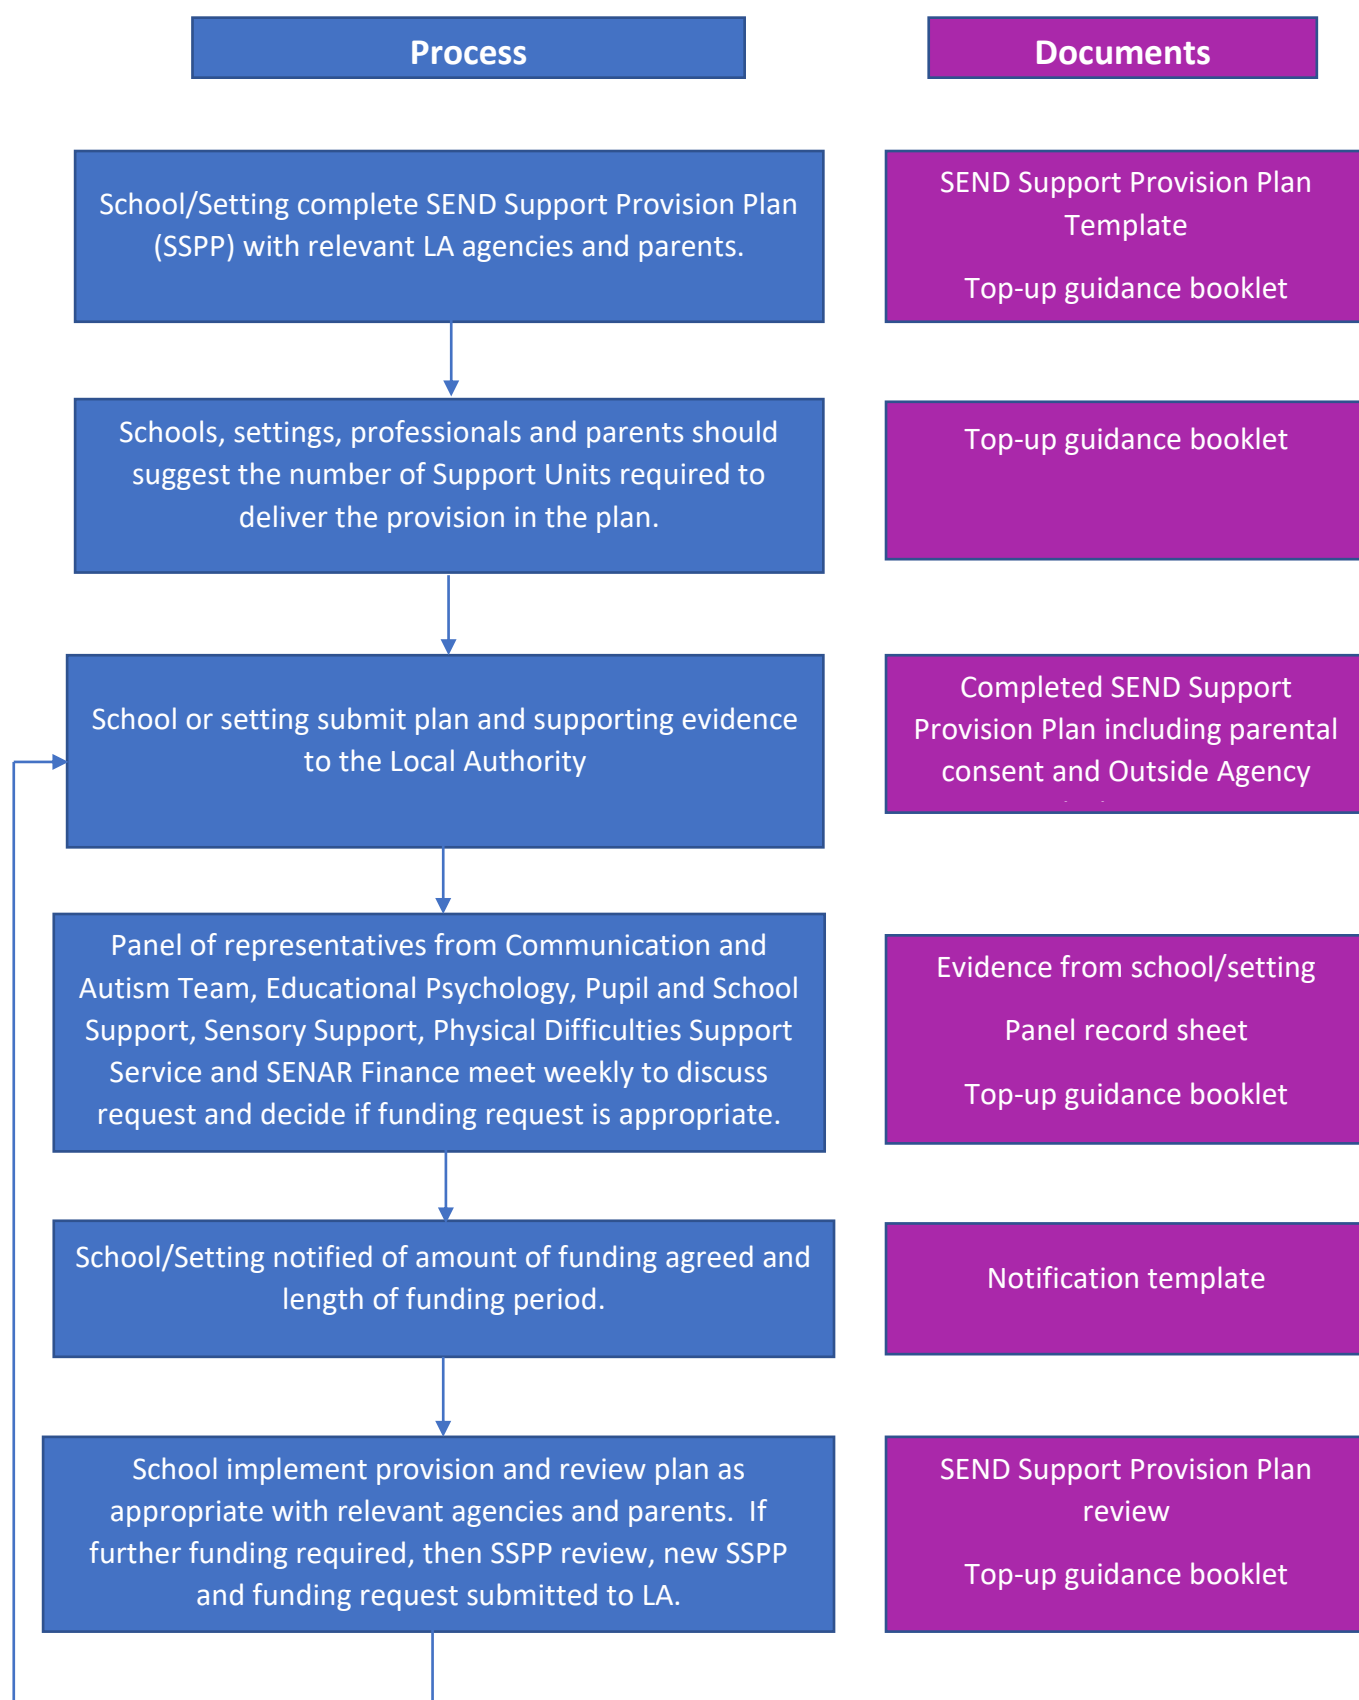 Process
Documents
School/Setting complete SEND Support Provision Plan
(SSPP) with relevant LA agencies and parents.
SEND Support Provision Plan
Template
Top-up guidance booklet
Schools, settings, professionals and parents should
suggest the number of Support Units required to
deliver the provision in the plan.
Top-up guidance booklet
School or setting submit plan and supporting evidence
to the Local Authority
Completed SEND Support
Provision Plan including parental
consent and Outside Agency
Panel of representatives from Communication and
Autism Team, Educational Psychology, Pupil and School
Support, Sensory Support, Physical Difficulties Support
Service and SENAR Finance meet weekly to discuss
request and decide if funding request is appropriate.
Evidence from school/setting
Panel record sheet
Top-up guidance booklet
School/Setting notified of amount of funding agreed and
length of funding period.
Notification template
School implement provision and review plan as
appropriate with relevant agencies and parents.  If
further funding required, then SSPP review, new SSPP
and funding request submitted to LA.
SEND Support Provision Plan
review
Top-up guidance booklet